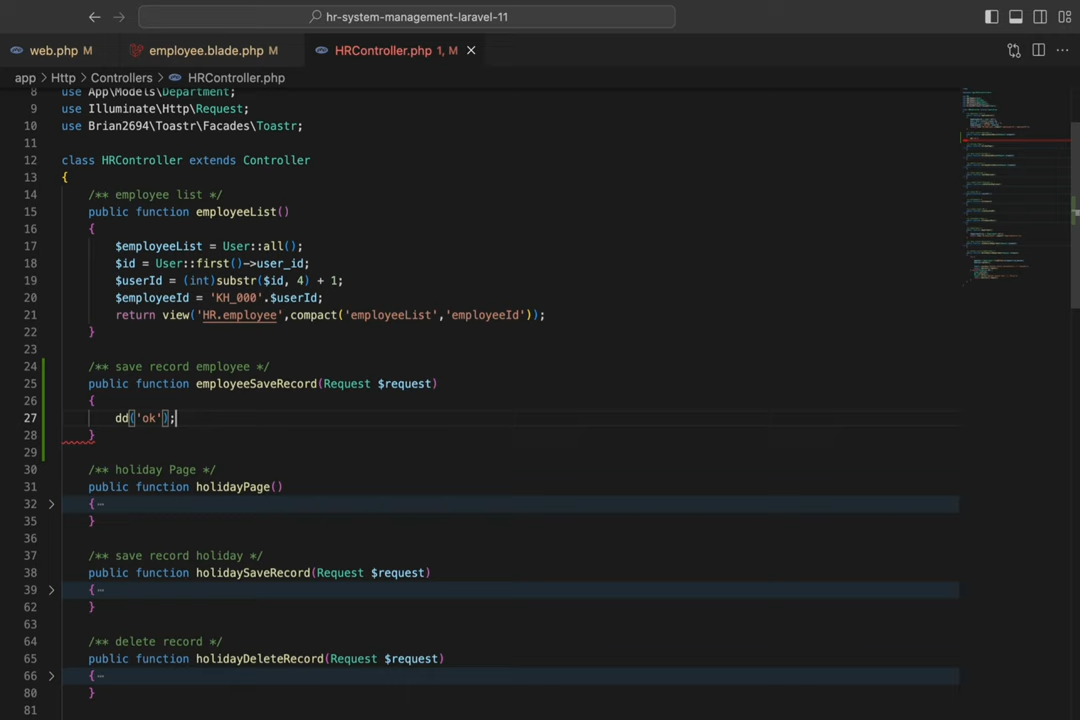 hr-system-management-laravel-11
web.php M
employee.blade.php M
HRController.php 1, M
app > Http > Controllers > HRController.php
8 use App\Models\Department;
9 use Illuminate\Http\Request;
10 use Brian2694\Toastr\Facades\Toastr;
11
12 class HRController extends Controller
13 {
14 /** employee list */
15 public function employeeList()
16 {
17 $employeeList = User::all();
18 $id = User::first()->user_id;
19 $userId = (int)substr($id, 4) + 1;
20 $employeeId = 'KH_000'.$userId;
21 return view('HR.employee',compact('employeeList','employeeId'));
22 }
23
24 /** save record employee */
25 public function employeeSaveRecord(Request $request)
26 {
27 dd('ok');
28 }
29
30 /** holiday Page */
31 public function holidayPage()
32 { ⋯
35 }
36
37 /** save record holiday */
38 public function holidaySaveRecord(Request $request)
39 { ⋯
62 }
63
64 /** delete record */
65 public function holidayDeleteRecord(Request $request)
66 { ⋯
80 }
81